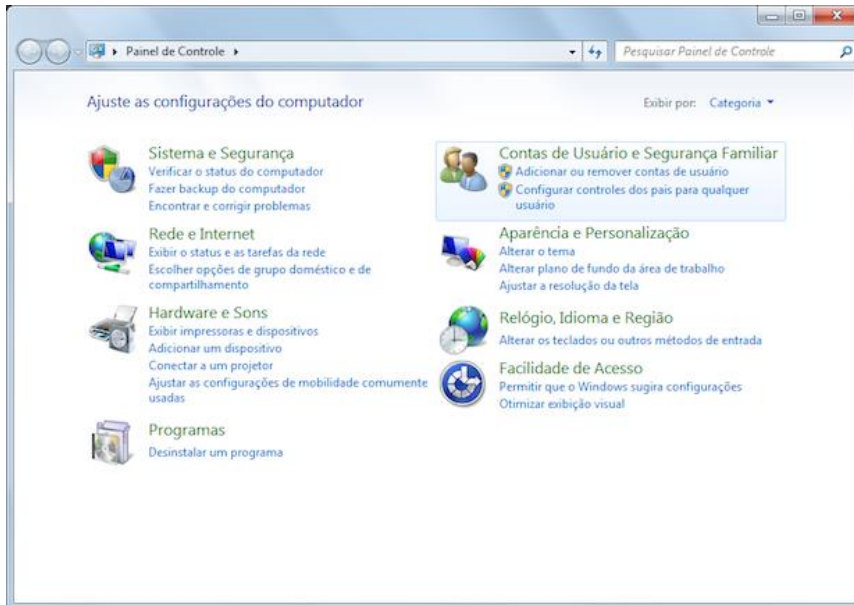 Painel de Controle
Pesquisar Painel de Controle
Ajuste as configurações do computador
Exibir por: Categoria
Sistema e Segurança
Verificar o status do computador
Fazer backup do computador
Encontrar e corrigir problemas
Rede e Internet
Exibir o status e as tarefas da rede
Escolher opções de grupo doméstico e de
compartilhamento
Hardware e Sons
Exibir impressoras e dispositivos
Adicionar um dispositivo
Conectar a um projetor
Ajustar as configurações de mobilidade comumente
usadas
Programas
Desinstalar um programa
Contas de Usuário e Segurança Familiar
Adicionar ou remover contas de usuário
Configurar controles dos pais para qualquer
usuário
Aparência e Personalização
Alterar o tema
Alterar plano de fundo da área de trabalho
Ajustar a resolução da tela
Relógio, Idioma e Região
Alterar os teclados ou outros métodos de entrada
Facilidade de Acesso
Permitir que o Windows sugira configurações
Otimizar exibição visual